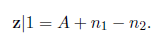 z|1 = A + n₁ − n₂.